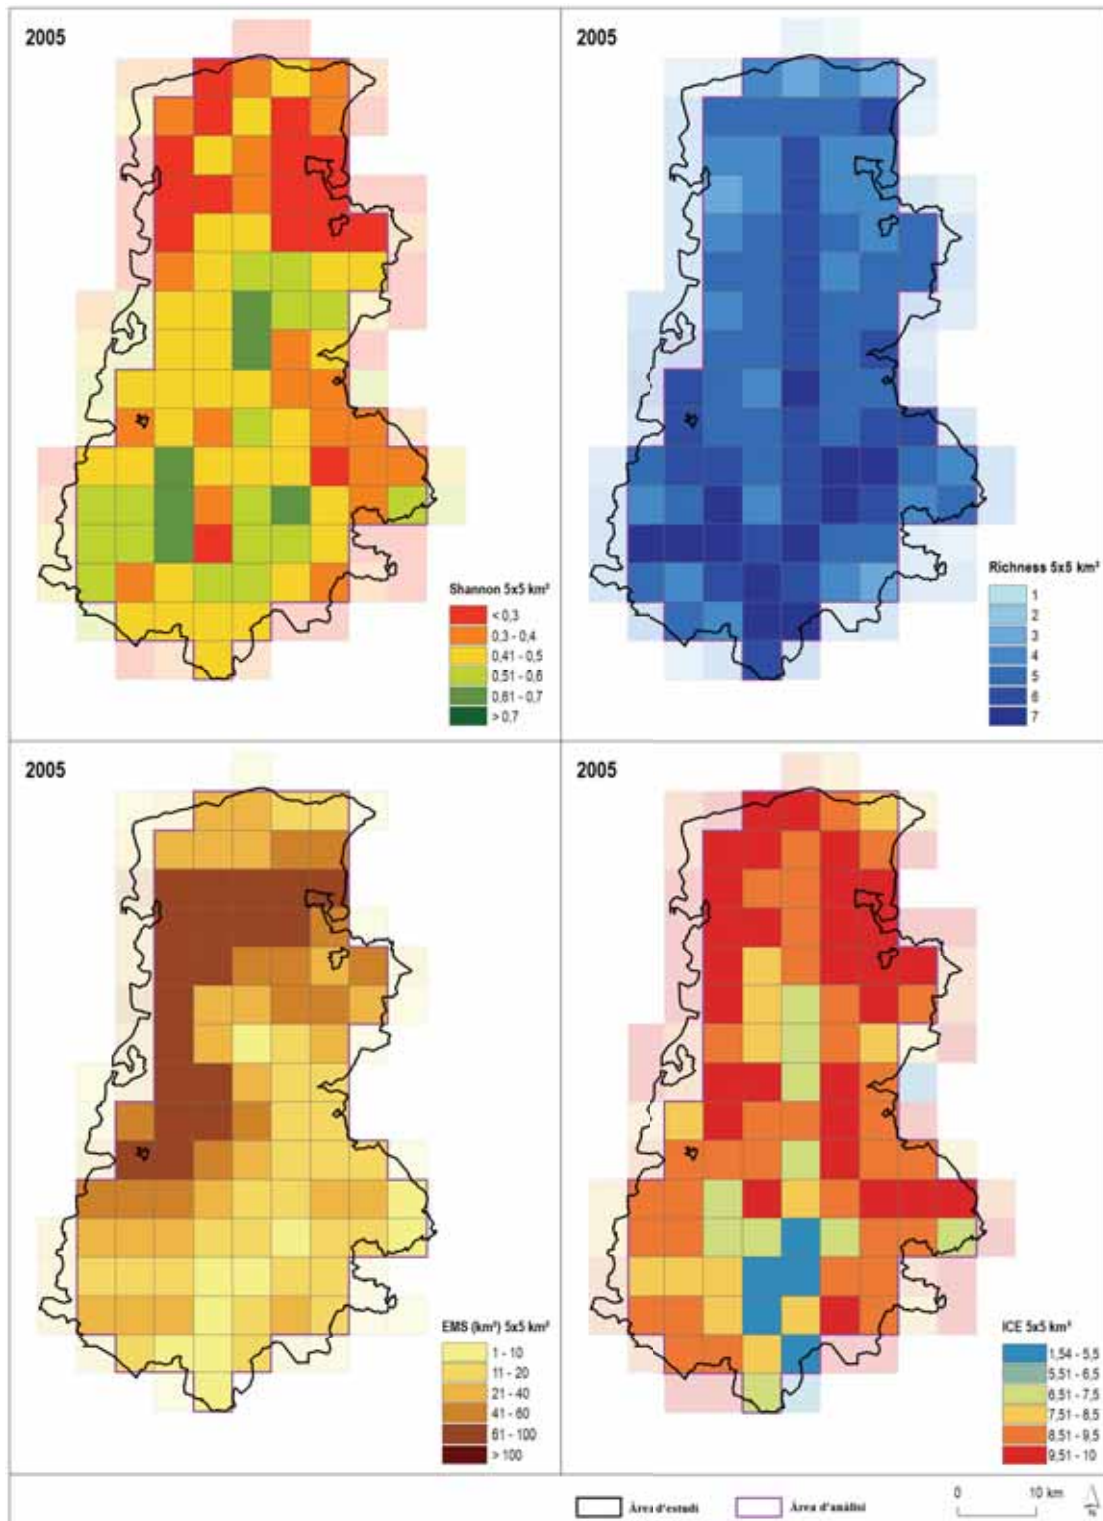 2005
Shannon 5x5 km²
< 0,3
0,3 - 0,4
0,41 - 0,5
0,51 - 0,6
0,61 - 0,7
> 0,7
2005
Richness 5x5 km²
1
2
3
4
5
6
7
2005
EMS (km²) 5x5 km²
1 - 10
11 - 20
21 - 40
41 - 60
61 - 100
> 100
2005
ICE 5x5 km²
1,54 - 5,5
5,51 - 6,5
6,51 - 7,5
7,51 - 8,5
8,51 - 9,5
9,51 - 10
Àrea d'estudi
Àrea d'anàlisi
0 10 km
N